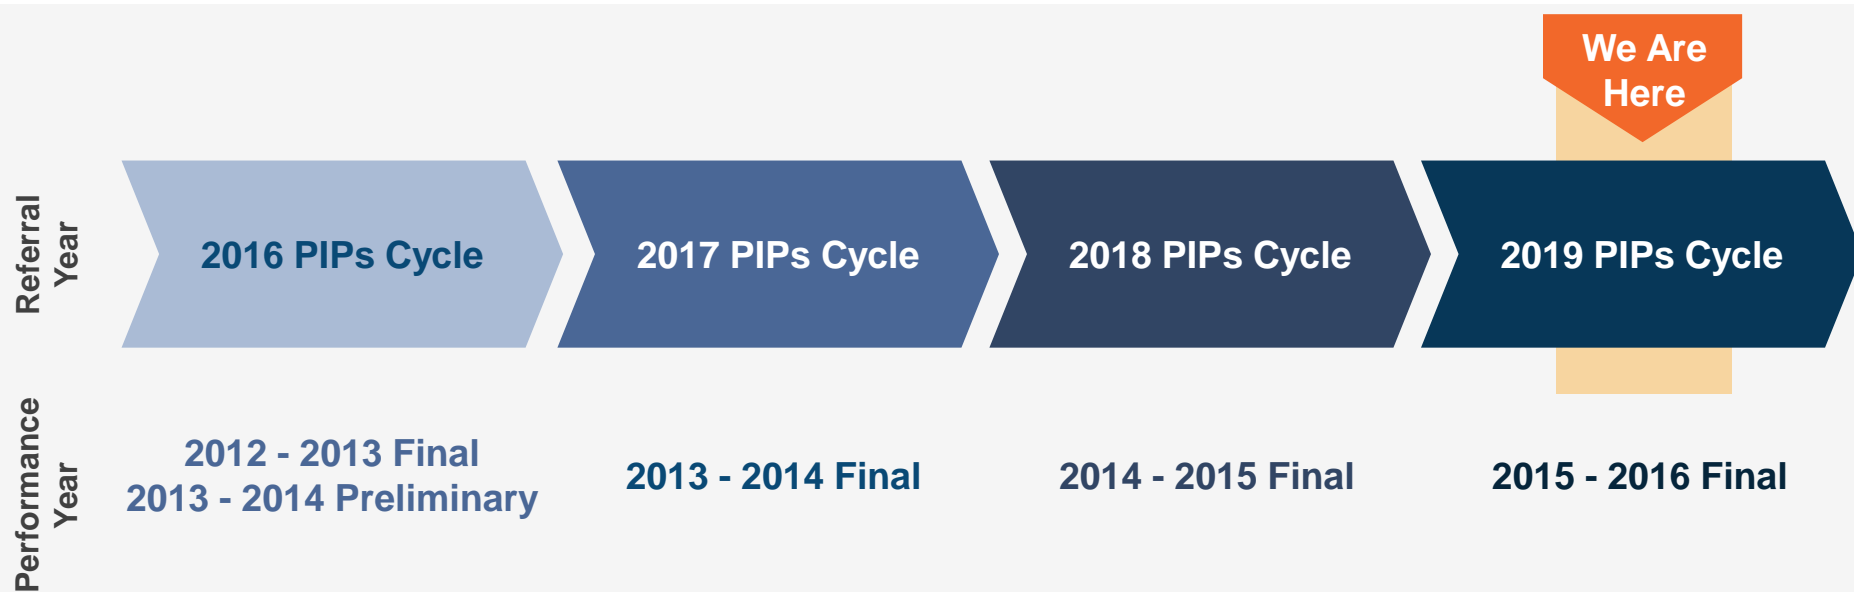 We Are
Here
Referral
Year
2016 PIPs Cycle
2017 PIPs Cycle
2018 PIPs Cycle
2019 PIPs Cycle
Performance
Year
2012 - 2013 Final
2013 - 2014 Preliminary
2013 - 2014 Final
2014 - 2015 Final
2015 - 2016 Final